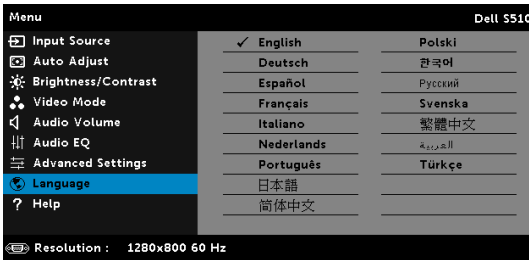 Menu Dell S510
Input Source
Auto Adjust
Brightness/Contrast
Video Mode
Audio Volume
Audio EQ
Advanced Settings
Language
? Help
✓ English
Deutsch
Español
Français
Italiano
Nederlands
Português
日本語
简体中文
Polski
한국어
Русский
Svenska
繁體中文
العربية
Türkçe
Resolution : 1280x800 60 Hz